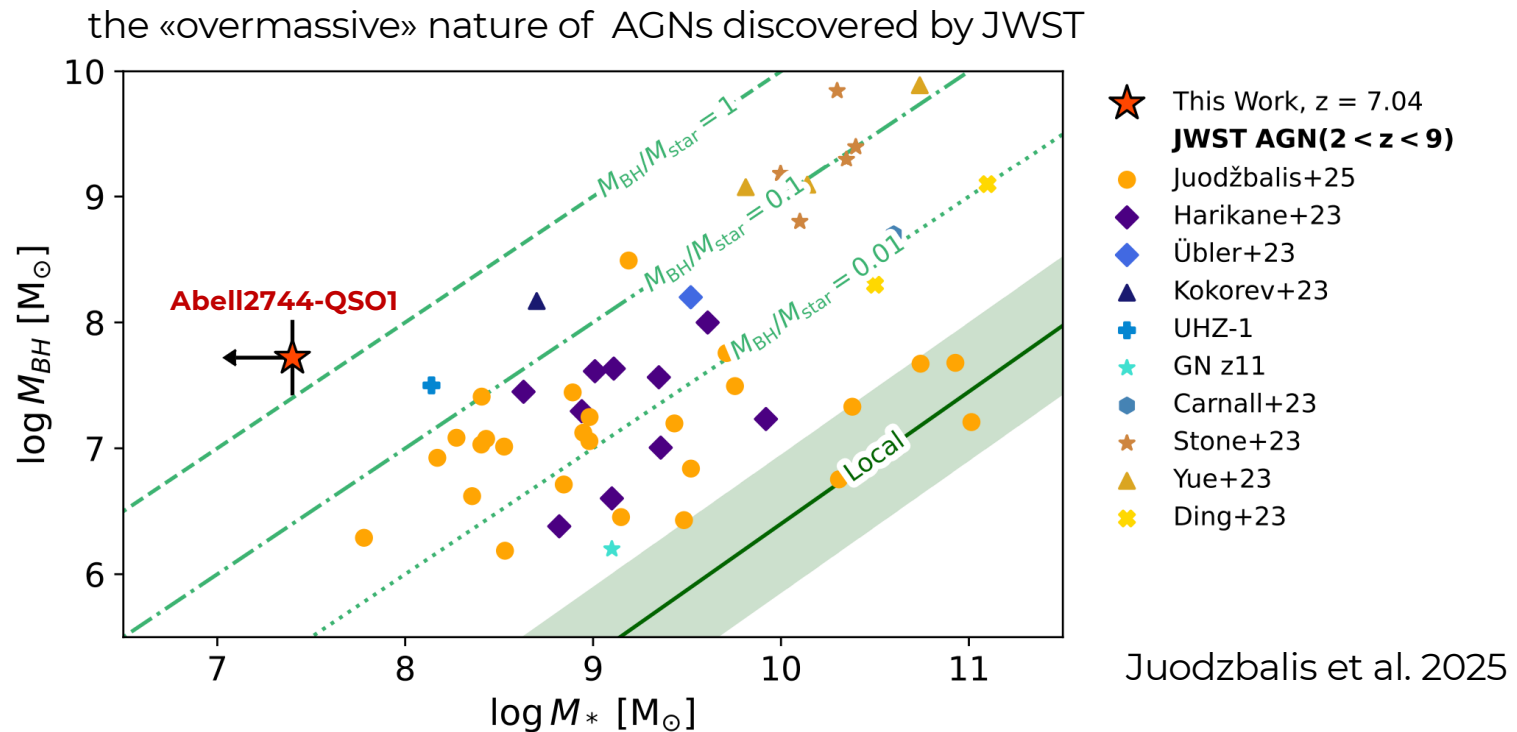 the «overmassive» nature of AGNs discovered by JWST
10
9
8
7
6
log M_BH [M_⊙]
7
8
9
10
11
log M_* [M_⊙]
M_BH/M_star = 1
M_BH/M_star = 0.1
M_BH/M_star = 0.01
Local
Abell2744-QSO1
This Work, z = 7.04
JWST AGN(2 < z < 9)
Juodžbalis+25
Harikane+23
Übler+23
Kokorev+23
UHZ-1
GN z11
Carnall+23
Stone+23
Yue+23
Ding+23
Juodzbalis et al. 2025